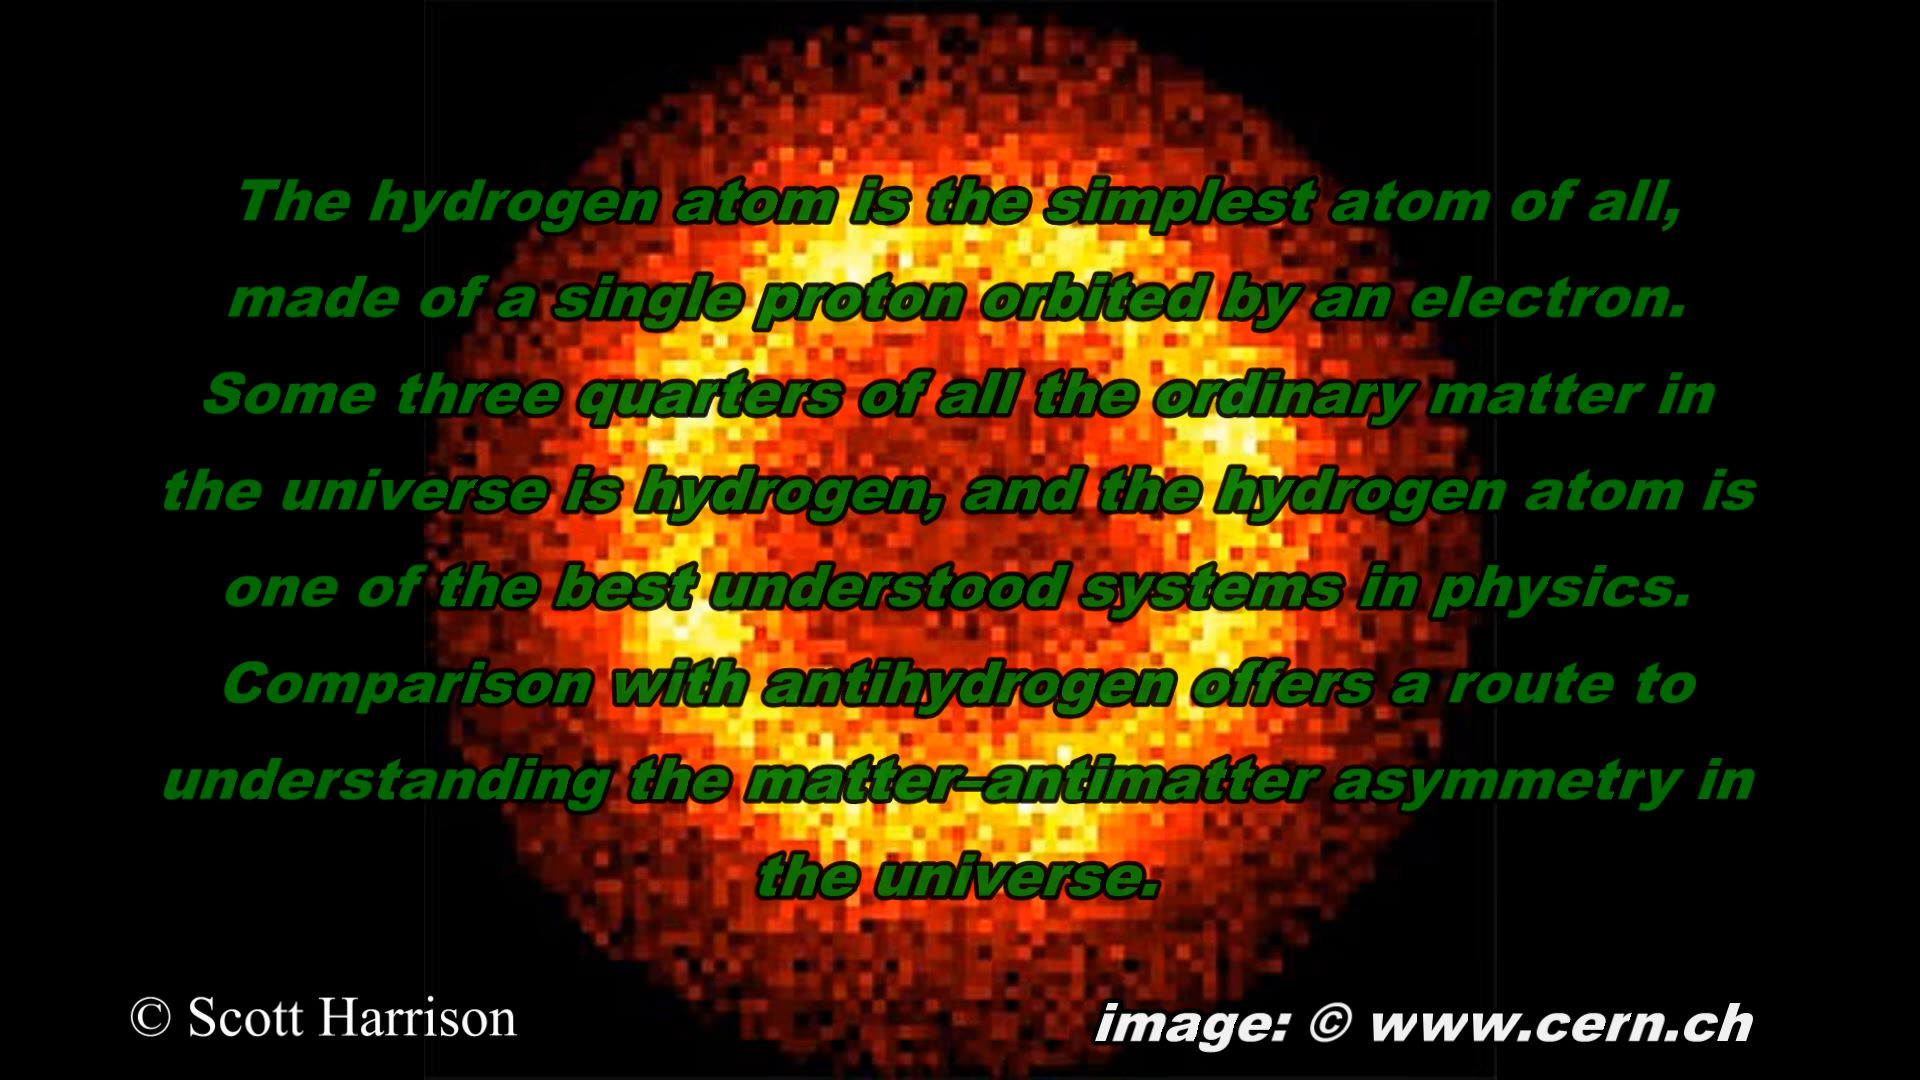 The hydrogen atom is the simplest atom of all,
made of a single proton orbited by an electron.
Some three quarters of all the ordinary matter in
the universe is hydrogen, and the hydrogen atom is
one of the best understood systems in physics.
Comparison with antihydrogen offers a route to
understanding the matter–antimatter asymmetry in
the universe.
© Scott Harrison
image: © www.cern.ch